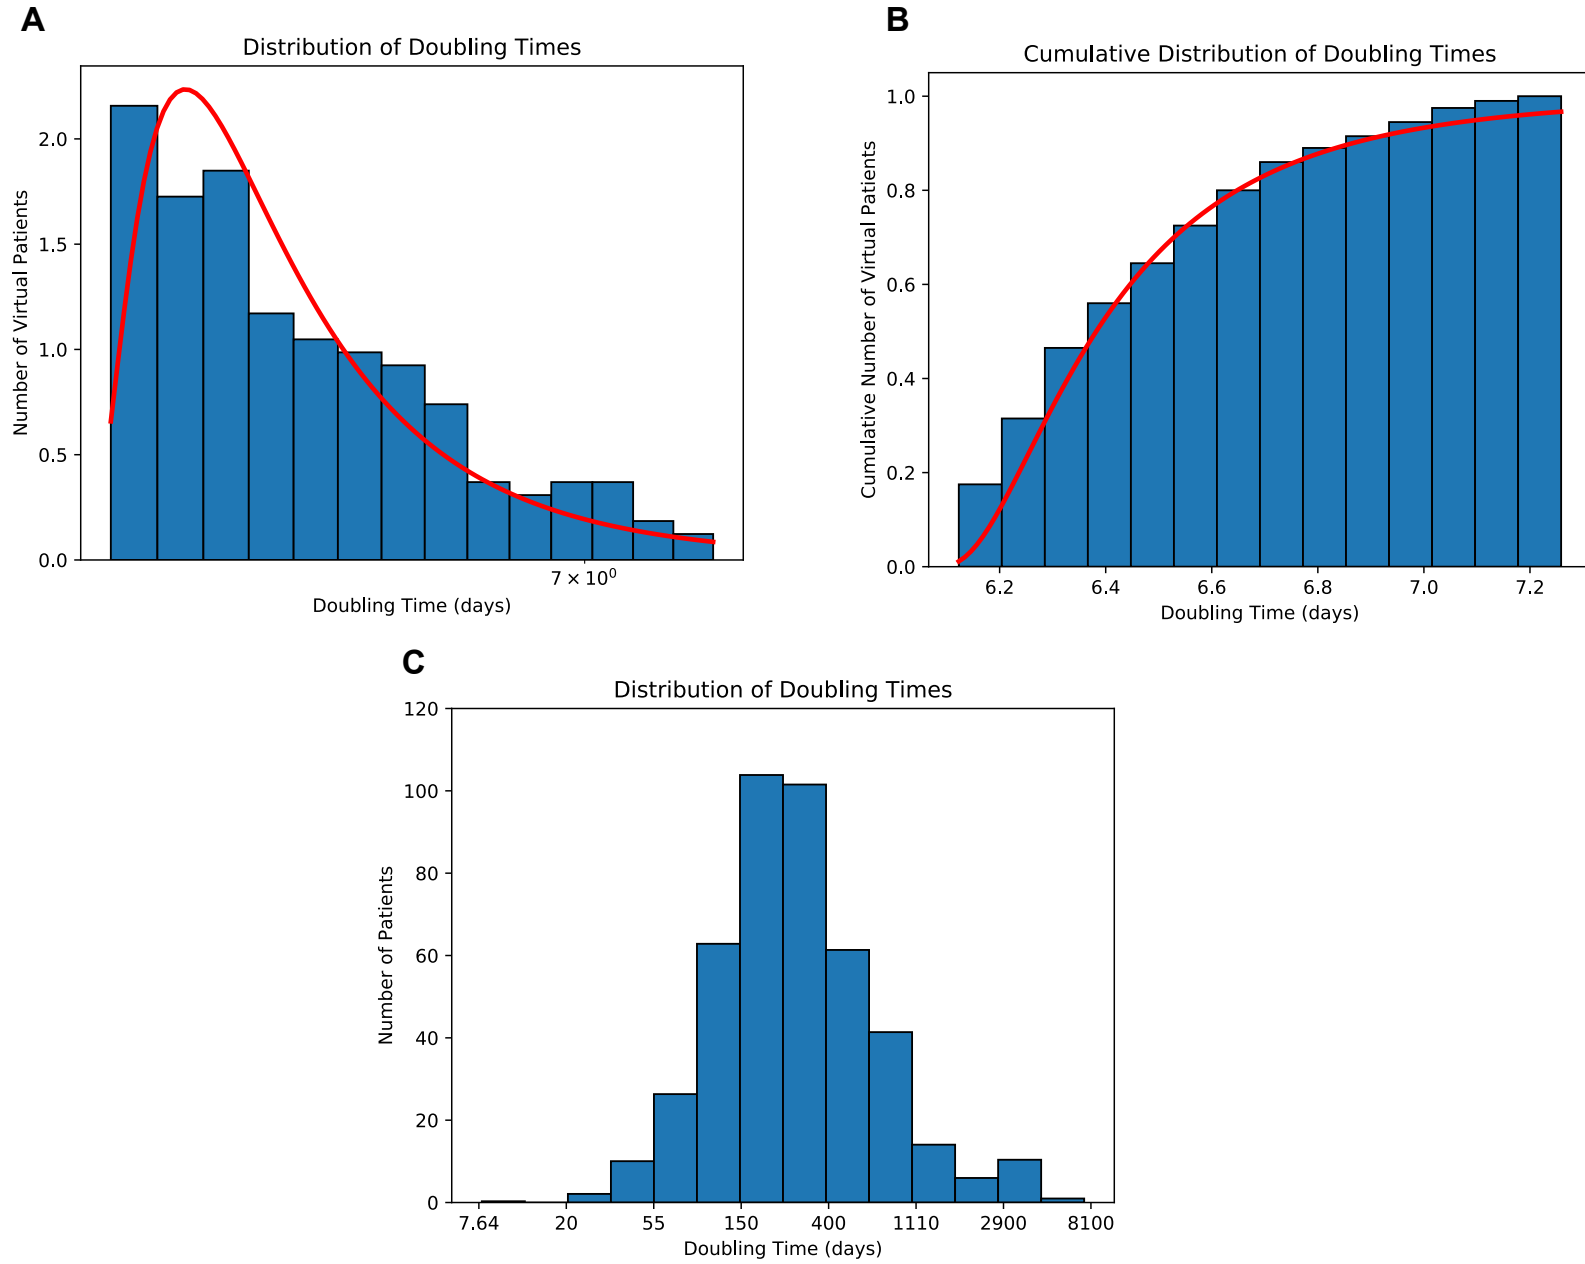 A
Distribution of Doubling Times
Number of Virtual Patients
2.0
1.5
1.0
0.5
0.0
7 × 10⁰
Doubling Time (days)
B
Cumulative Distribution of Doubling Times
Cumulative Number of Virtual Patients
1.0
0.8
0.6
0.4
0.2
0.0
6.2 6.4 6.6 6.8 7.0 7.2
Doubling Time (days)
C
Distribution of Doubling Times
Number of Patients
120
100
80
60
40
20
0
7.64 20 55 150 400 1110 2900 8100
Doubling Time (days)